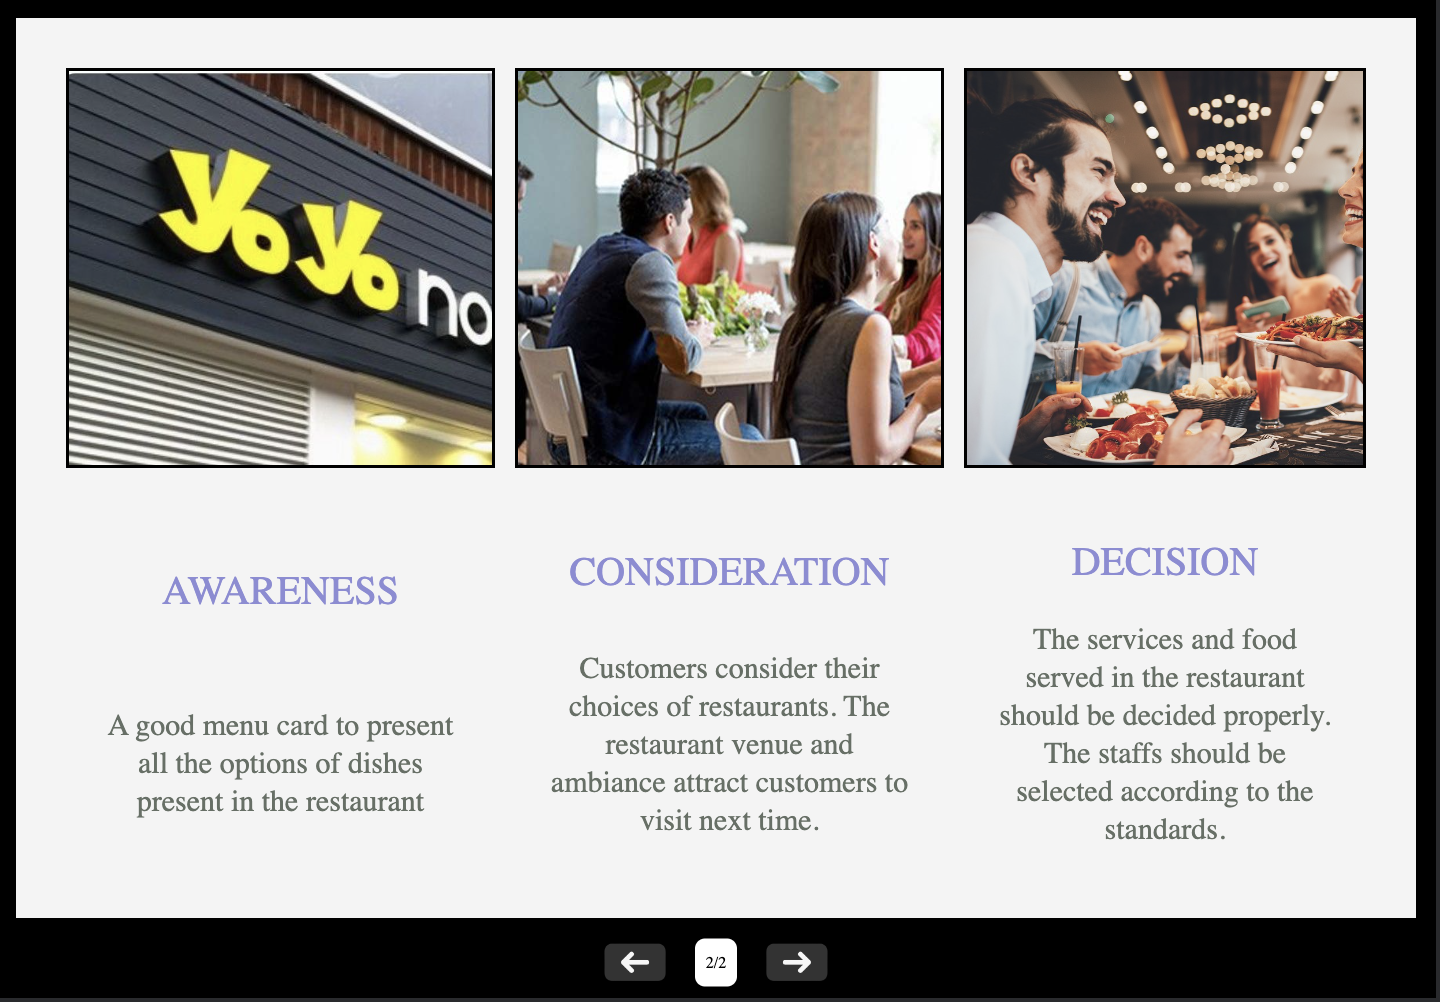 yoyo
no
AWARENESS
A good menu card to present
all the options of dishes
present in the restaurant
CONSIDERATION
Customers consider their
choices of restaurants. The
restaurant venue and
ambiance attract customers to
visit next time.
DECISION
The services and food
served in the restaurant
should be decided properly.
The staffs should be
selected according to the
standards.
2/2